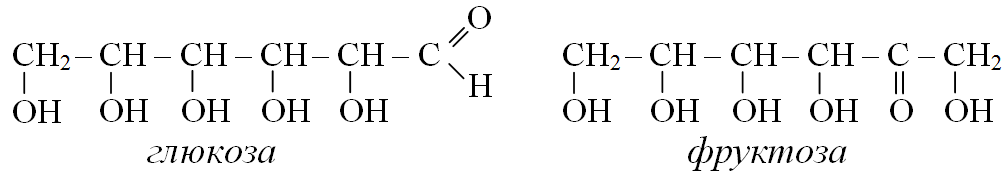 O
CH₂–CH–CH–CH–CH–C CH₂–CH–CH–CH–C–CH₂
H
OH OH OH OH OH OH OH OH OH O OH
глюкоза фруктоза